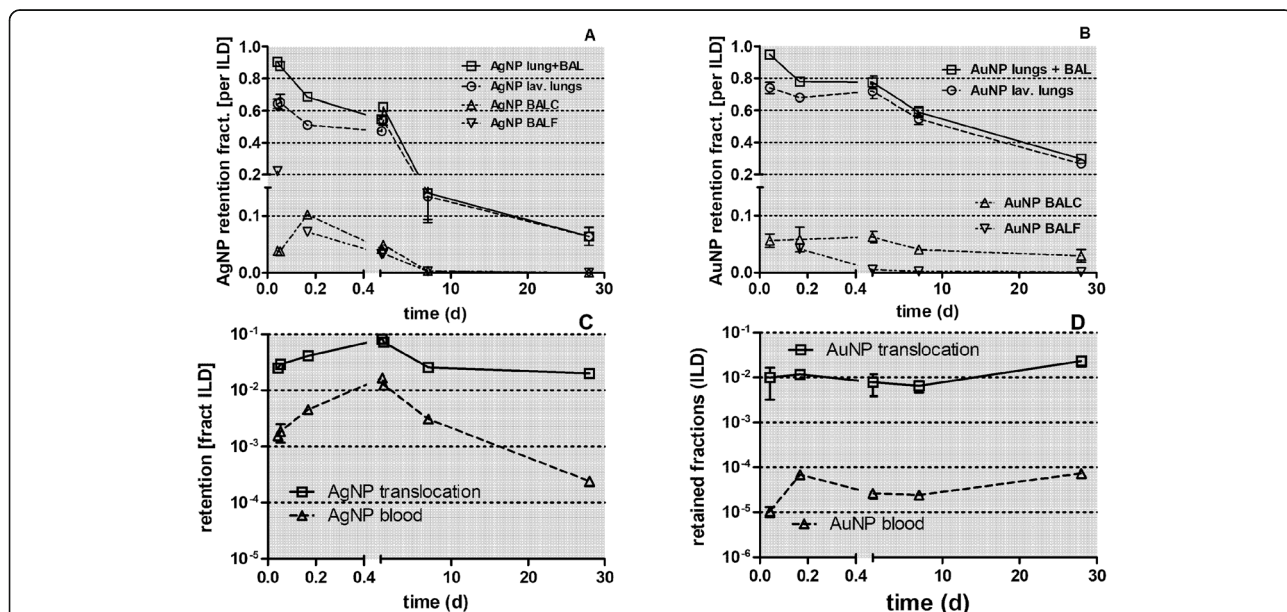 A
AgNP retention fract. [per ILD]
1.0
0.8
0.6
0.4
0.2
0.1
0.0
AgNP lung+BAL
AgNP lav. lungs
AgNP BALC
AgNP BALF
0.0 0.2 0.4 10 20 30
time (d)
B
AuNP retention fract. [per ILD]
1.0
0.8
0.6
0.4
0.2
0.1
0.0
AuNP lungs + BAL
AuNP lav. lungs
AuNP BALC
AuNP BALF
0.0 0.2 0.4 10 20 30
time (d)
C
retention [fract ILD]
10-1
10-2
10-3
10-4
10-5
AgNP translocation
AgNP blood
0.0 0.2 0.4 10 20 30
time (d)
D
retained fractions (ILD)
10-1
10-2
10-3
10-4
10-5
10-6
AuNP translocation
AuNP blood
0.0 0.2 0.4 10 20 30
time (d)